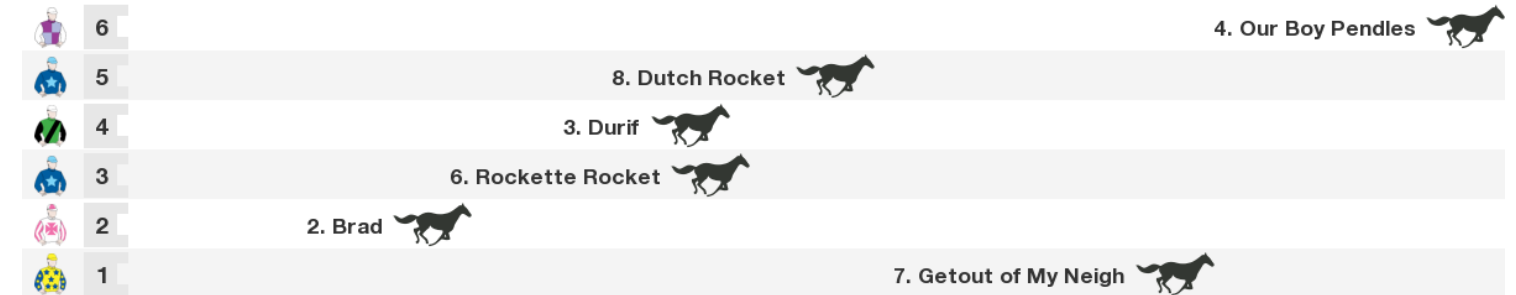 6 4. Our Boy Pendles
5 8. Dutch Rocket
4 3. Durif
3 6. Rockette Rocket
2 2. Brad
1 7. Getout of My Neigh